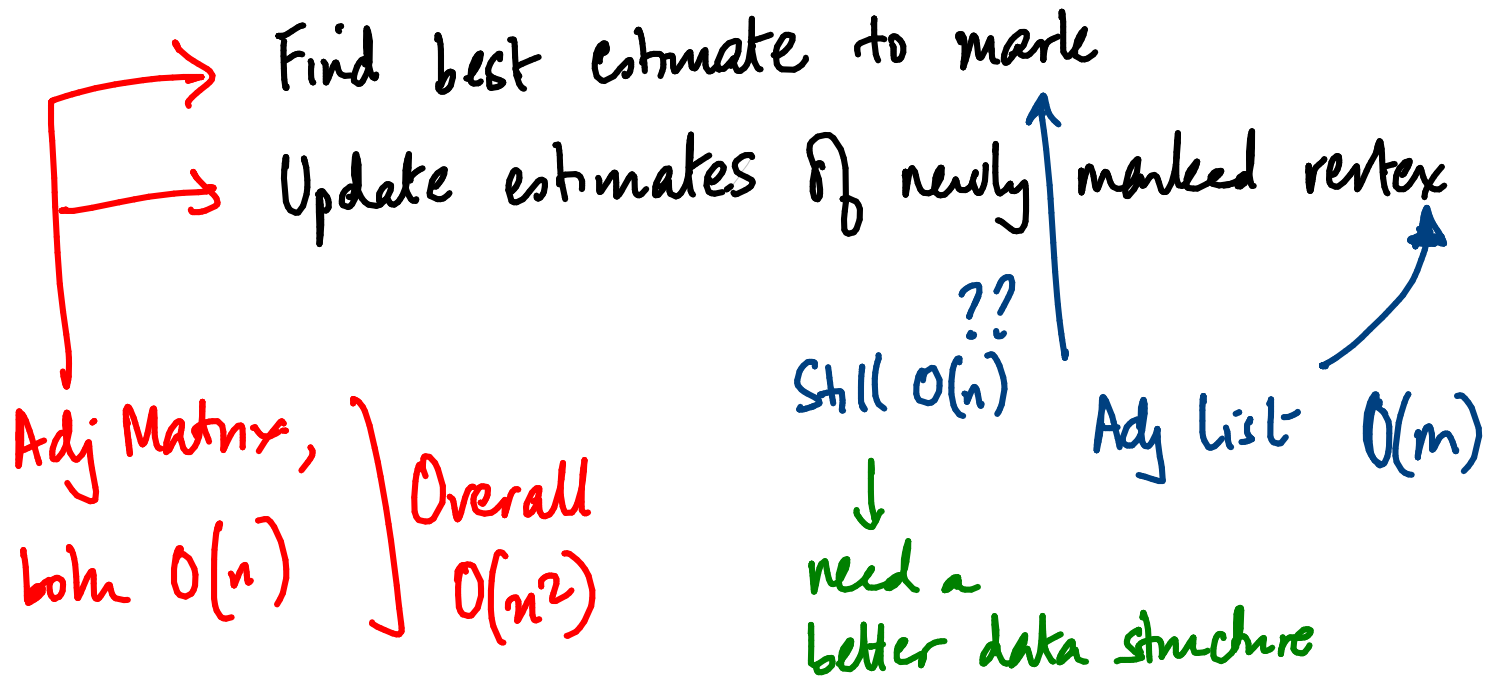 Find best estimate to mark
Update estimates of newly marked vertex
??
Still O(n)
Adj List O(m)
Adj Matrix,
both O(n)
Overall
O(n²)
need a
better data structure